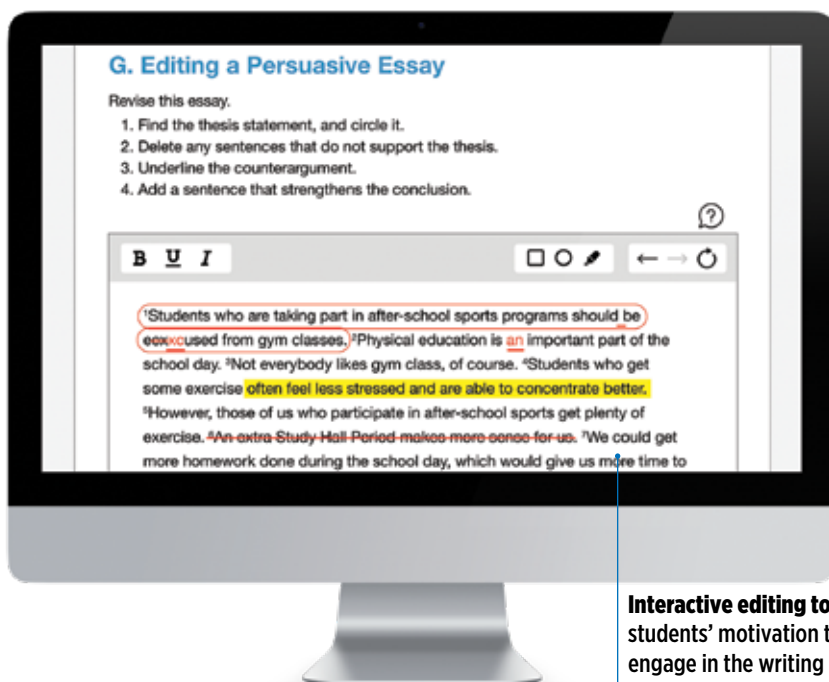 G. Editing a Persuasive Essay
Revise this essay.
1. Find the thesis statement, and circle it.
2. Delete any sentences that do not support the thesis.
3. Underline the counterargument.
4. Add a sentence that strengthens the conclusion.
?
B U I
¹Students who are taking part in after-school sports programs should be
eoxxcused from gym classes. ²Physical education is an important part of the
school day. ³Not everybody likes gym class, of course. ⁴Students who get
some exercise often feel less stressed and are able to concentrate better.
⁵However, those of us who participate in after-school sports get plenty of
exercise. ⁶An extra Study Hall Period makes more sense for us. ⁷We could get
more homework done during the school day, which would give us more time to
Interactive editing to
students’ motivation t
engage in the writing